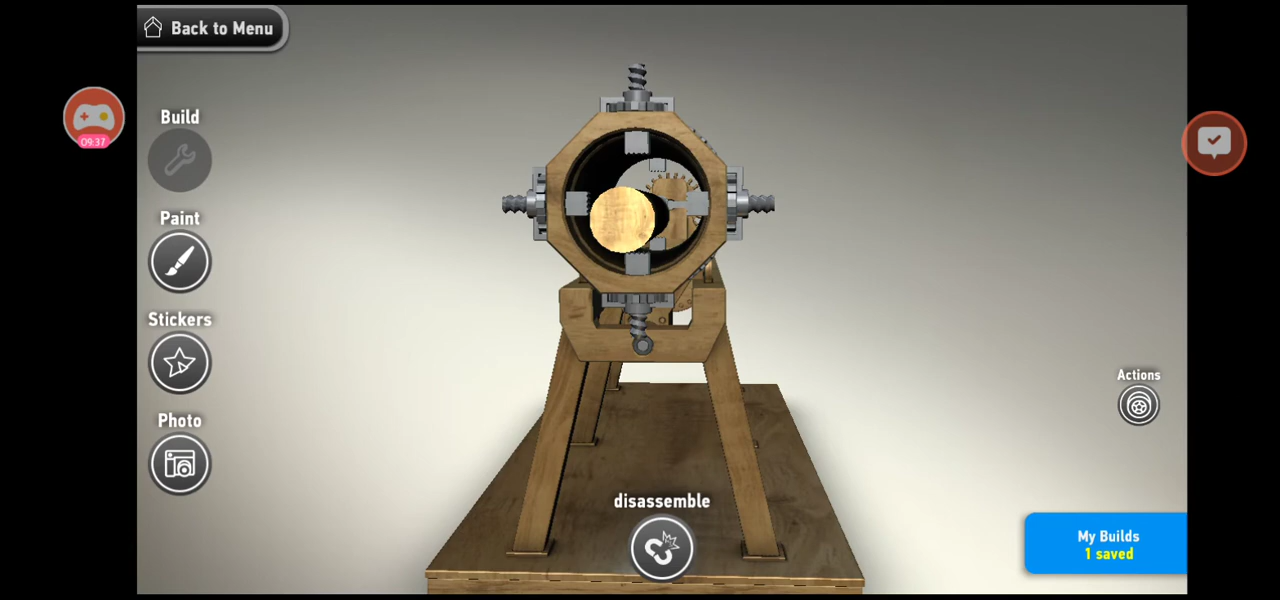 Back to Menu
09:37
Build
Paint
Stickers
Photo
Actions
disassemble
My Builds
1 saved